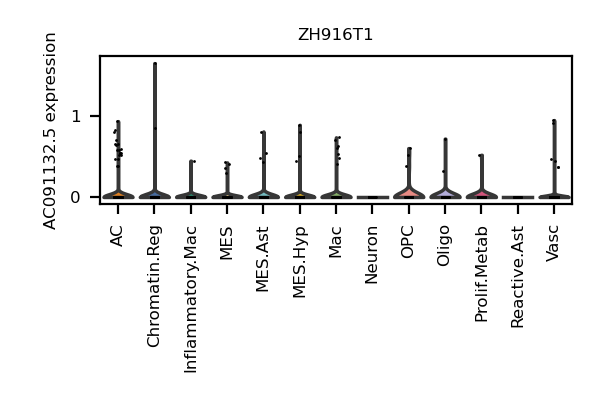 ZH916T1
AC091132.5 expression
1
0
AC
Chromatin.Reg
Inflammatory.Mac
MES
MES.Ast
MES.Hyp
Mac
Neuron
OPC
Oligo
Prolif.Metab
Reactive.Ast
Vasc